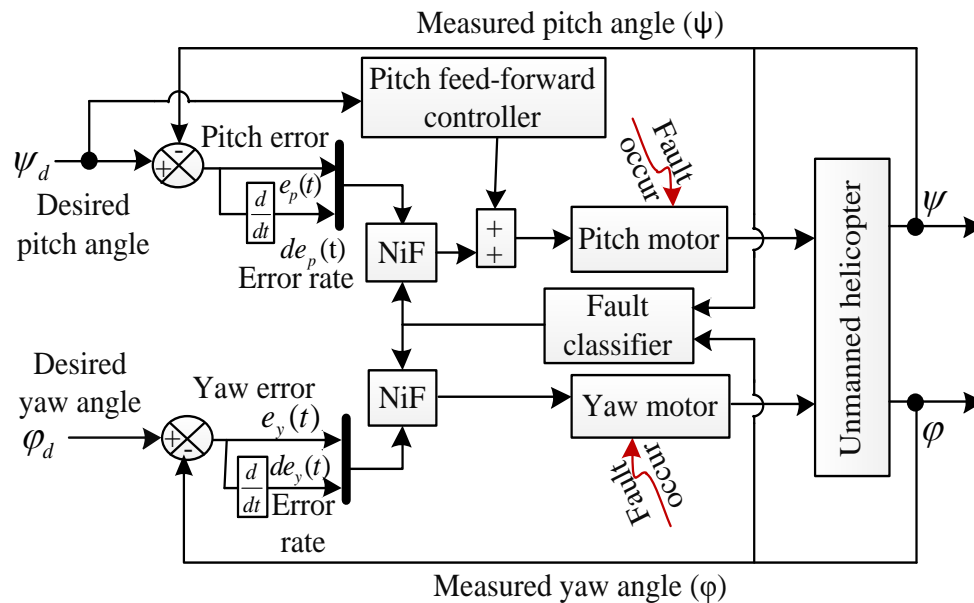 Measured pitch angle (ψ)
Pitch feed-forward
controller
Fault
occur
Pitch error
ψd
+
-
Desired
pitch angle
d
dt
ep(t)
dep(t)
Error rate
NiF
+
+
Pitch motor
Unmanned helicopter
ψ
Fault
classifier
Desired
yaw angle
φd
+
-
Yaw error
ey(t)
d
dt
dey(t)
Error
rate
NiF
Yaw motor
Fault
occur
φ
Measured yaw angle (φ)